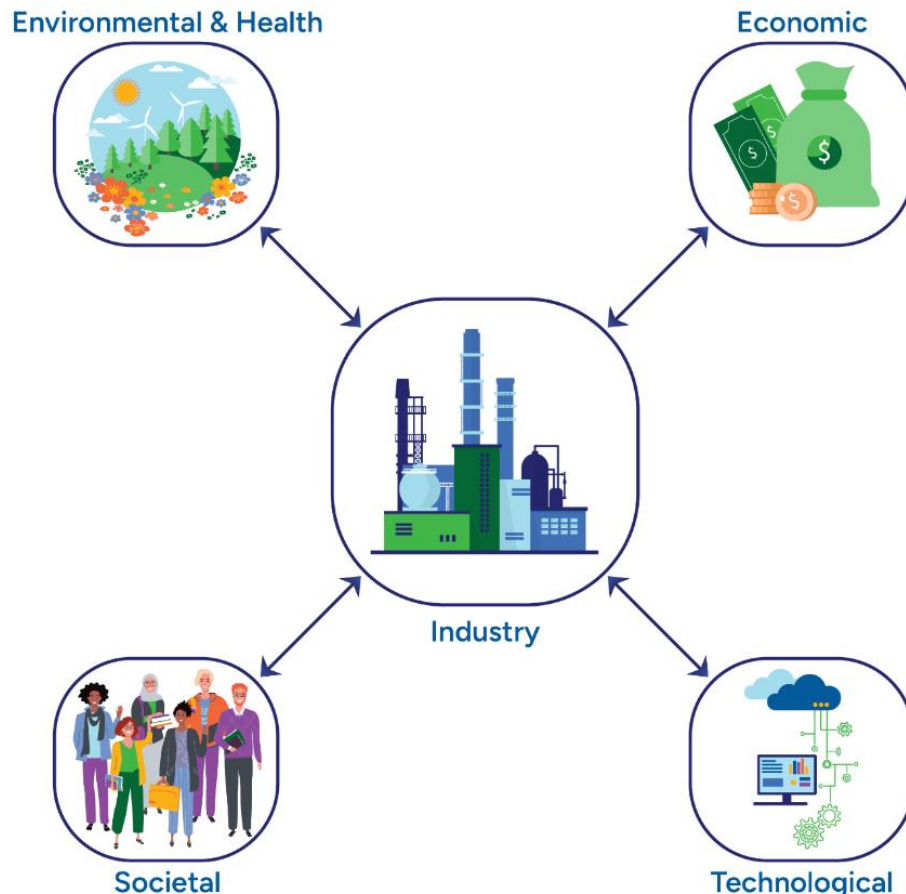 Environmental & Health
Economic
$
$
$
$
Industry
Societal
Technological